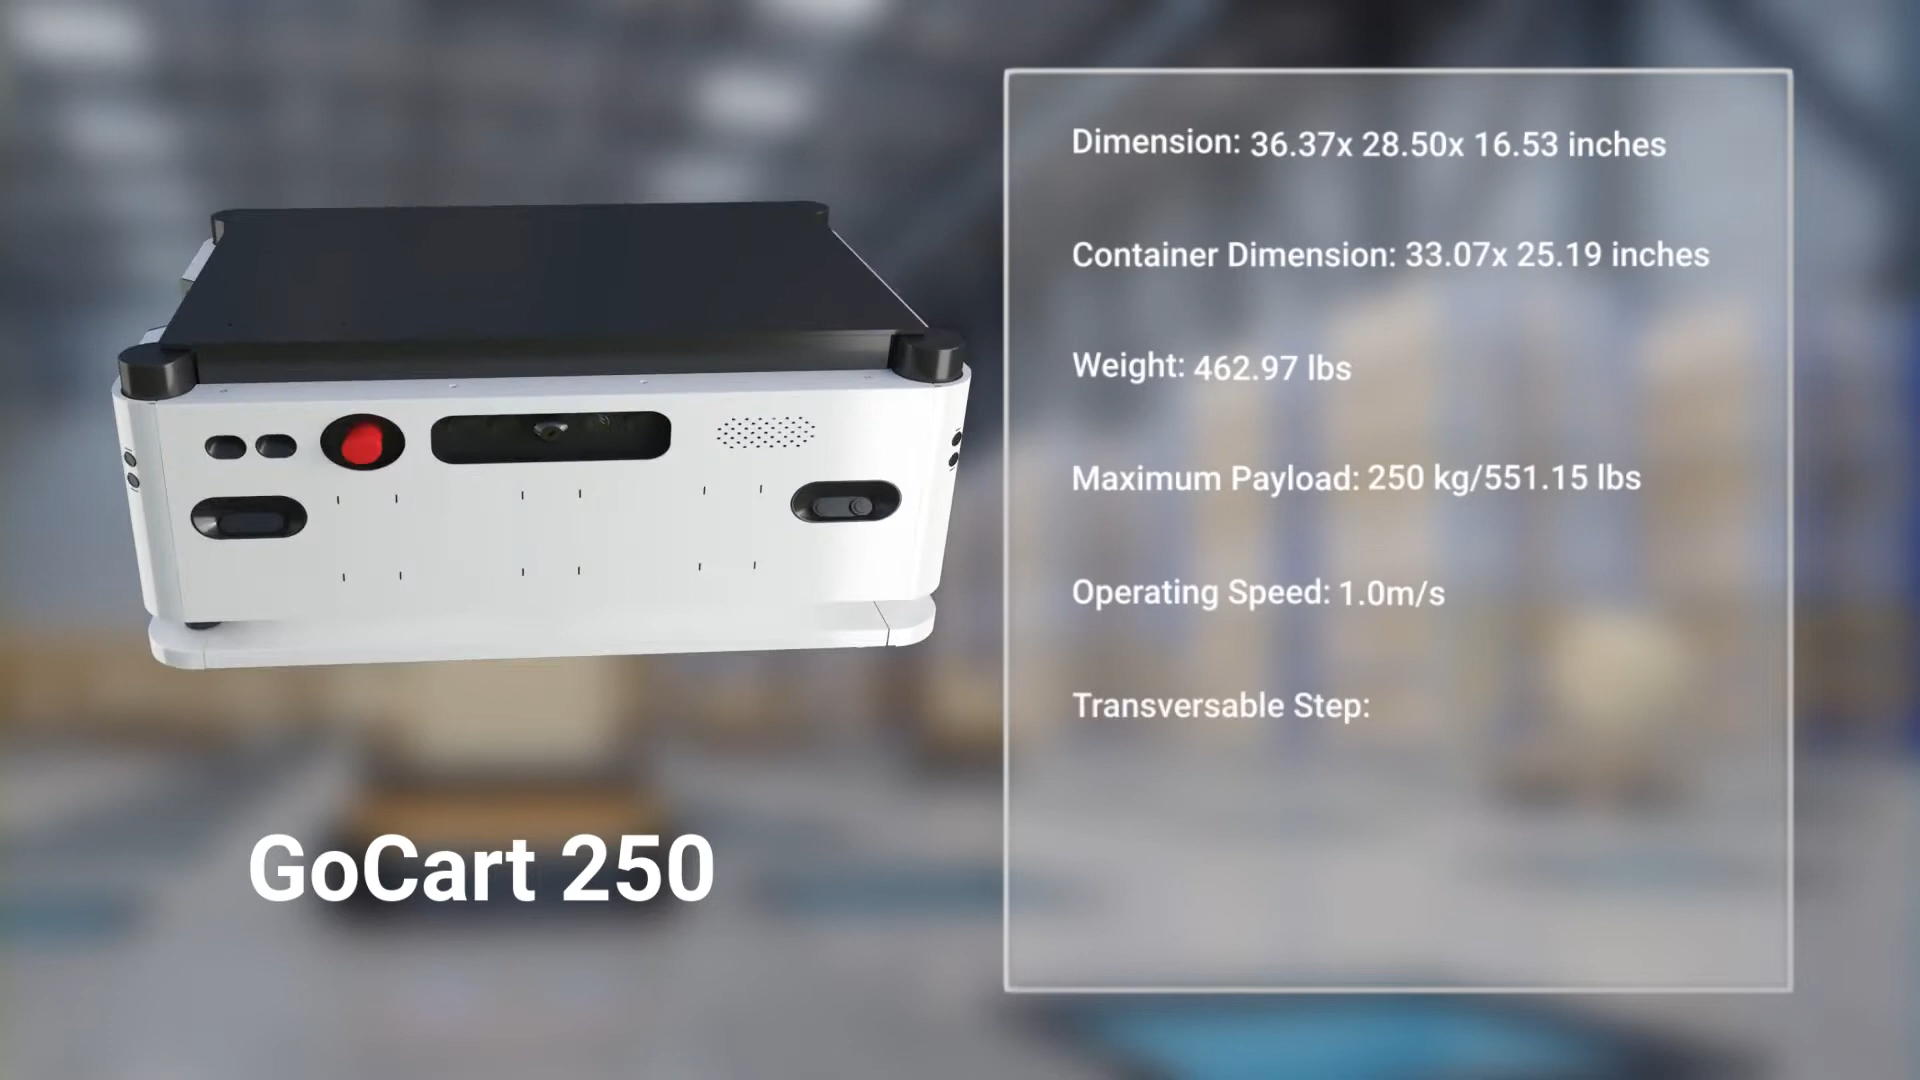 Dimension: 36.37x 28.50x 16.53 inches
Container Dimension: 33.07x 25.19 inches
Weight: 462.97 lbs
Maximum Payload: 250 kg/551.15 lbs
Operating Speed: 1.0m/s
Transversable Step:
GoCart 250